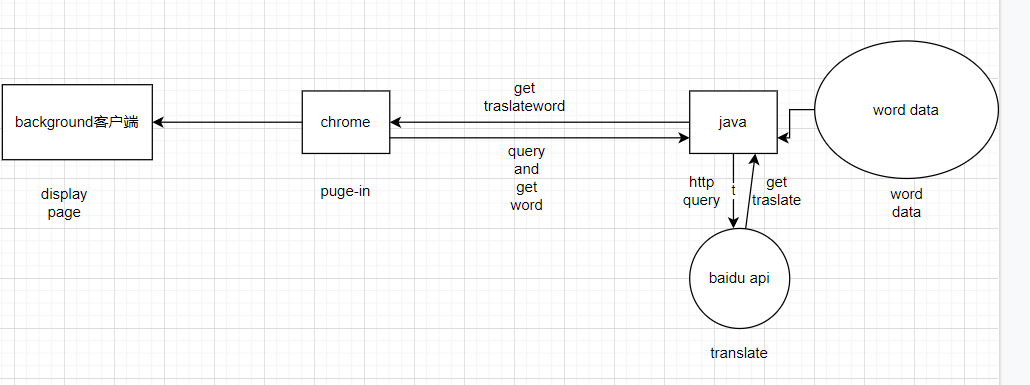 get
traslateword
background客户端
chrome
java
word data
query
and
get
word
display
page
puge-in
http
query
t
get
traslate
word
data
baidu api
translate